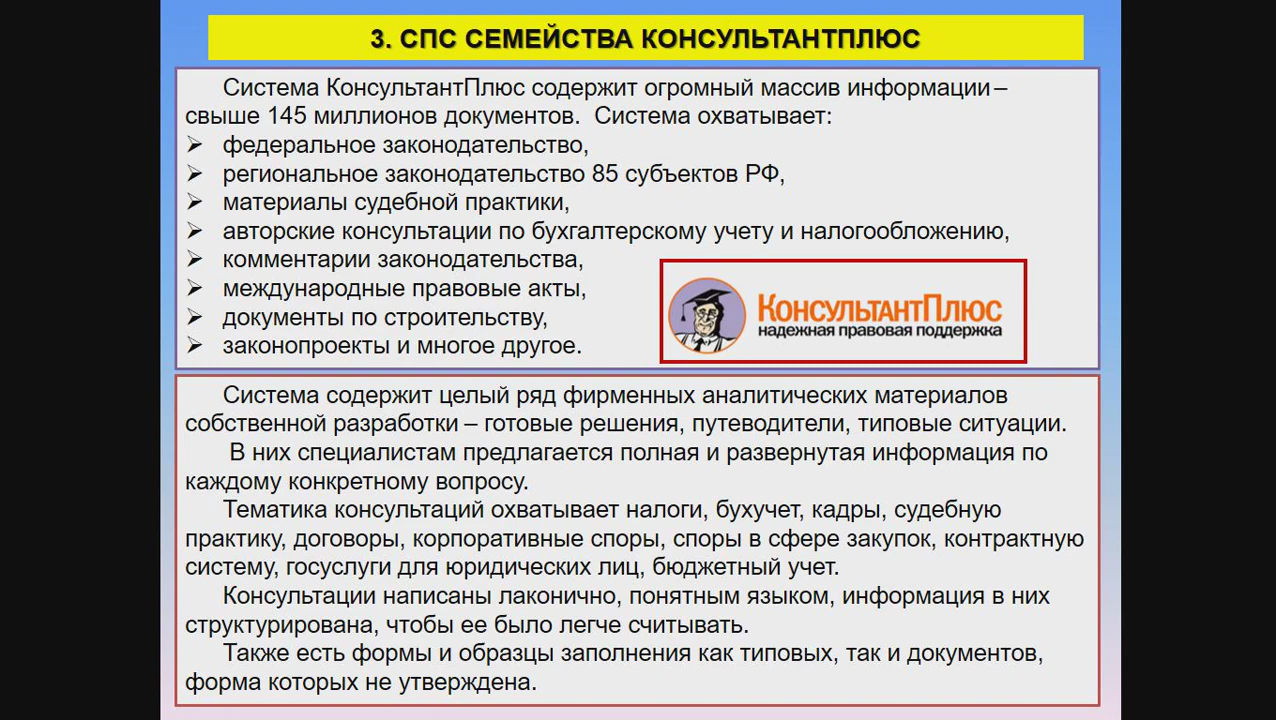 3. СПС СЕМЕЙСТВА КОНСУЛЬТАНТПЛЮС
Система КонсультантПлюс содержит огромный массив информации –
свыше 145 миллионов документов. Система охватывает:
➢ федеральное законодательство,
➢ региональное законодательство 85 субъектов РФ,
➢ материалы судебной практики,
➢ авторские консультации по бухгалтерскому учету и налогообложению,
➢ комментарии законодательства,
➢ международные правовые акты,
➢ документы по строительству,
➢ законопроекты и многое другое.
КонсультантПлюс
надежная правовая поддержка
Система содержит целый ряд фирменных аналитических материалов
собственной разработки – готовые решения, путеводители, типовые ситуации.
В них специалистам предлагается полная и развернутая информация по
каждому конкретному вопросу.
Тематика консультаций охватывает налоги, бухучет, кадры, судебную
практику, договоры, корпоративные споры, споры в сфере закупок, контрактную
систему, госуслуги для юридических лиц, бюджетный учет.
Консультации написаны лаконично, понятным языком, информация в них
структурирована, чтобы ее было легче считывать.
Также есть формы и образцы заполнения как типовых, так и документов,
форма которых не утверждена.